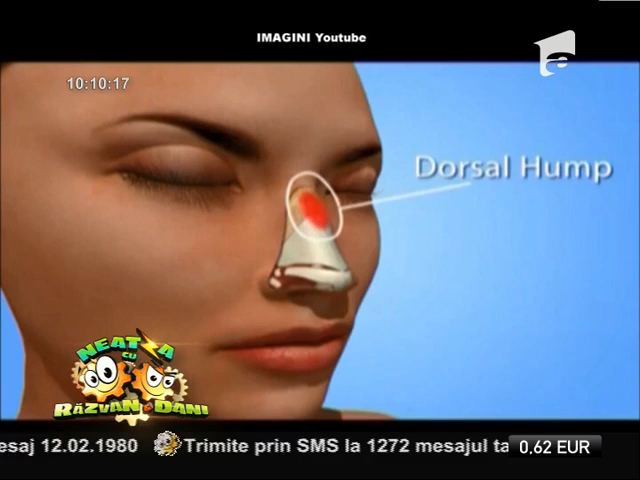 IMAGINI Youtube
10:10:17
Dorsal Hump
NEATZA
CU
RĂZVAN DANI
esaj 12.02.1980 Trimite prin SMS la 1272 mesajul ta
0,62 EUR